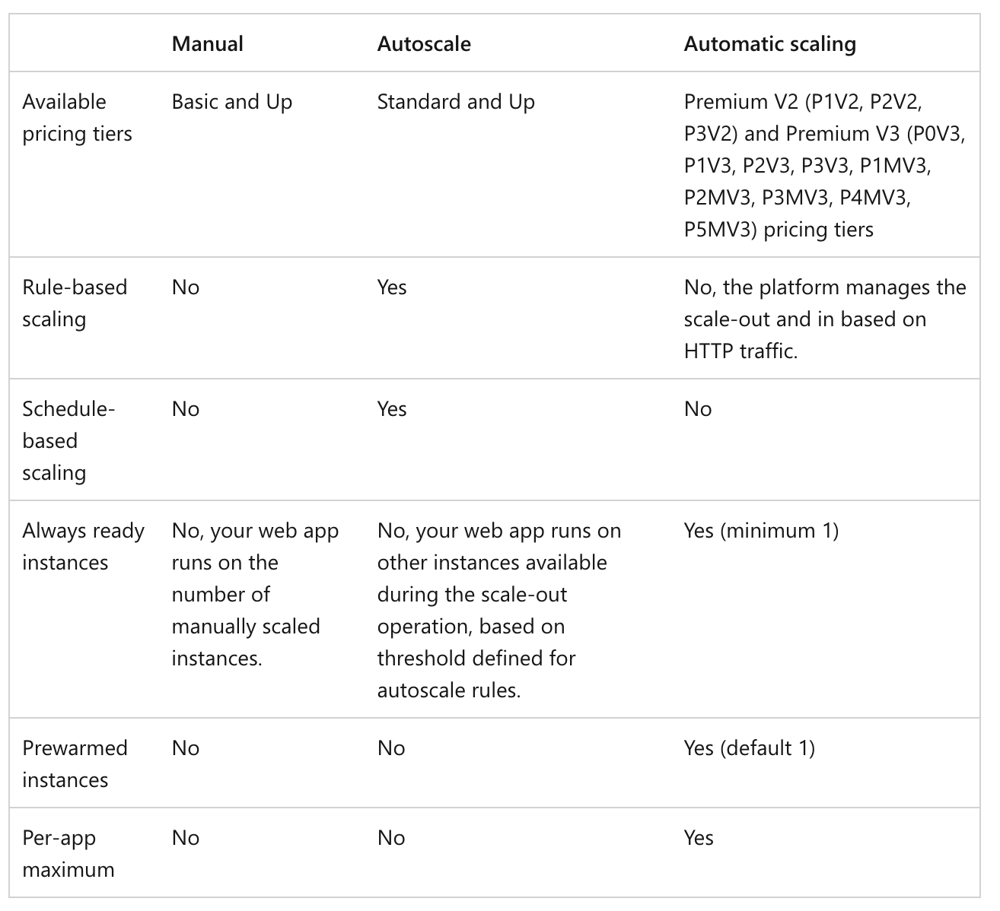 Manual Autoscale Automatic scaling
Available Basic and Up Standard and Up Premium V2 (P1V2, P2V2,
pricing tiers P3V2) and Premium V3 (P0V3,
P1V3, P2V3, P3V3, P1MV3,
P2MV3, P3MV3, P4MV3,
P5MV3) pricing tiers
Rule-based No Yes No, the platform manages the
scaling scale-out and in based on
HTTP traffic.
Schedule- No Yes No
based
scaling
Always ready No, your web app No, your web app runs on Yes (minimum 1)
instances runs on the other instances available
number of during the scale-out
manually scaled operation, based on
instances. threshold defined for
autoscale rules.
Prewarmed No No Yes (default 1)
instances
Per-app No No Yes
maximum